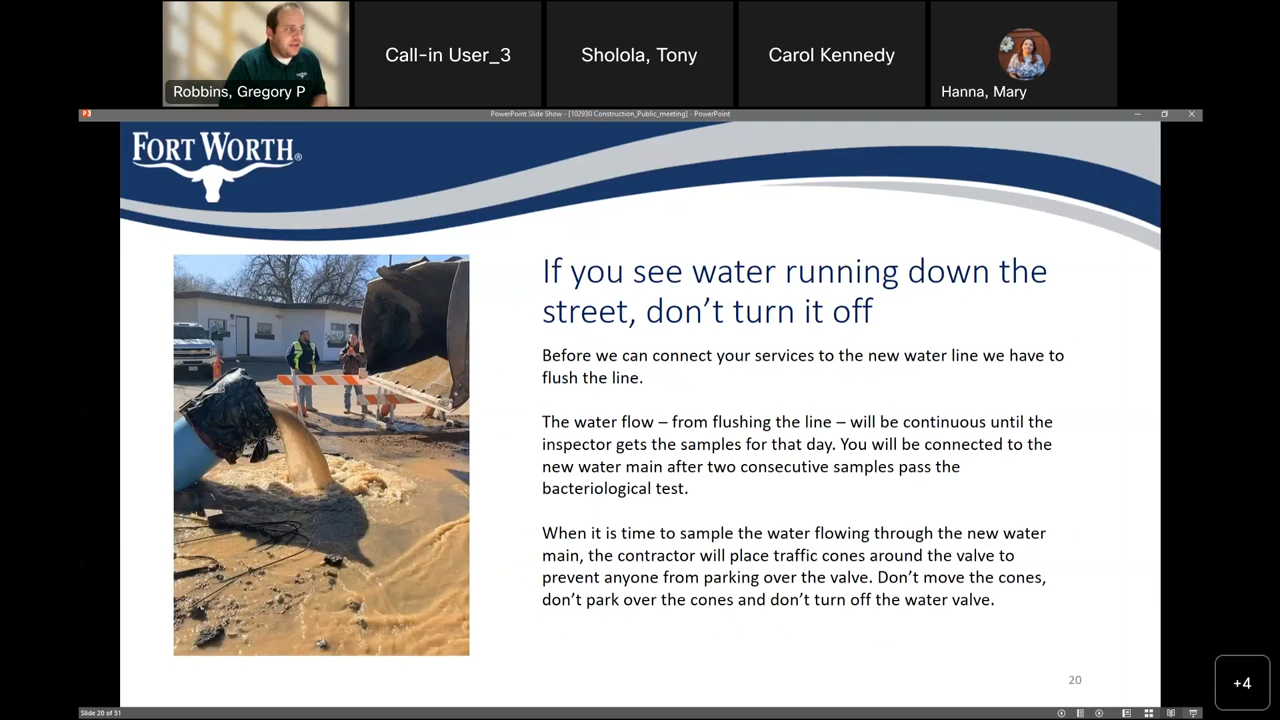 Call-in User_3
Sholola, Tony
Carol Kennedy
Robbins, Gregory P
Hanna, Mary
PowerPoint Slide Show - [102930 Construction_Public_meeting] - PowerPoint
FORT WORTH®
If you see water running down the
street, don’t turn it off
Before we can connect your services to the new water line we have to
flush the line.
The water flow – from flushing the line – will be continuous until the
inspector gets the samples for that day. You will be connected to the
new water main after two consecutive samples pass the
bacteriological test.
When it is time to sample the water flowing through the new water
main, the contractor will place traffic cones around the valve to
prevent anyone from parking over the valve. Don’t move the cones,
don’t park over the cones and don’t turn off the water valve.
20
+4
Slide 20 of 51